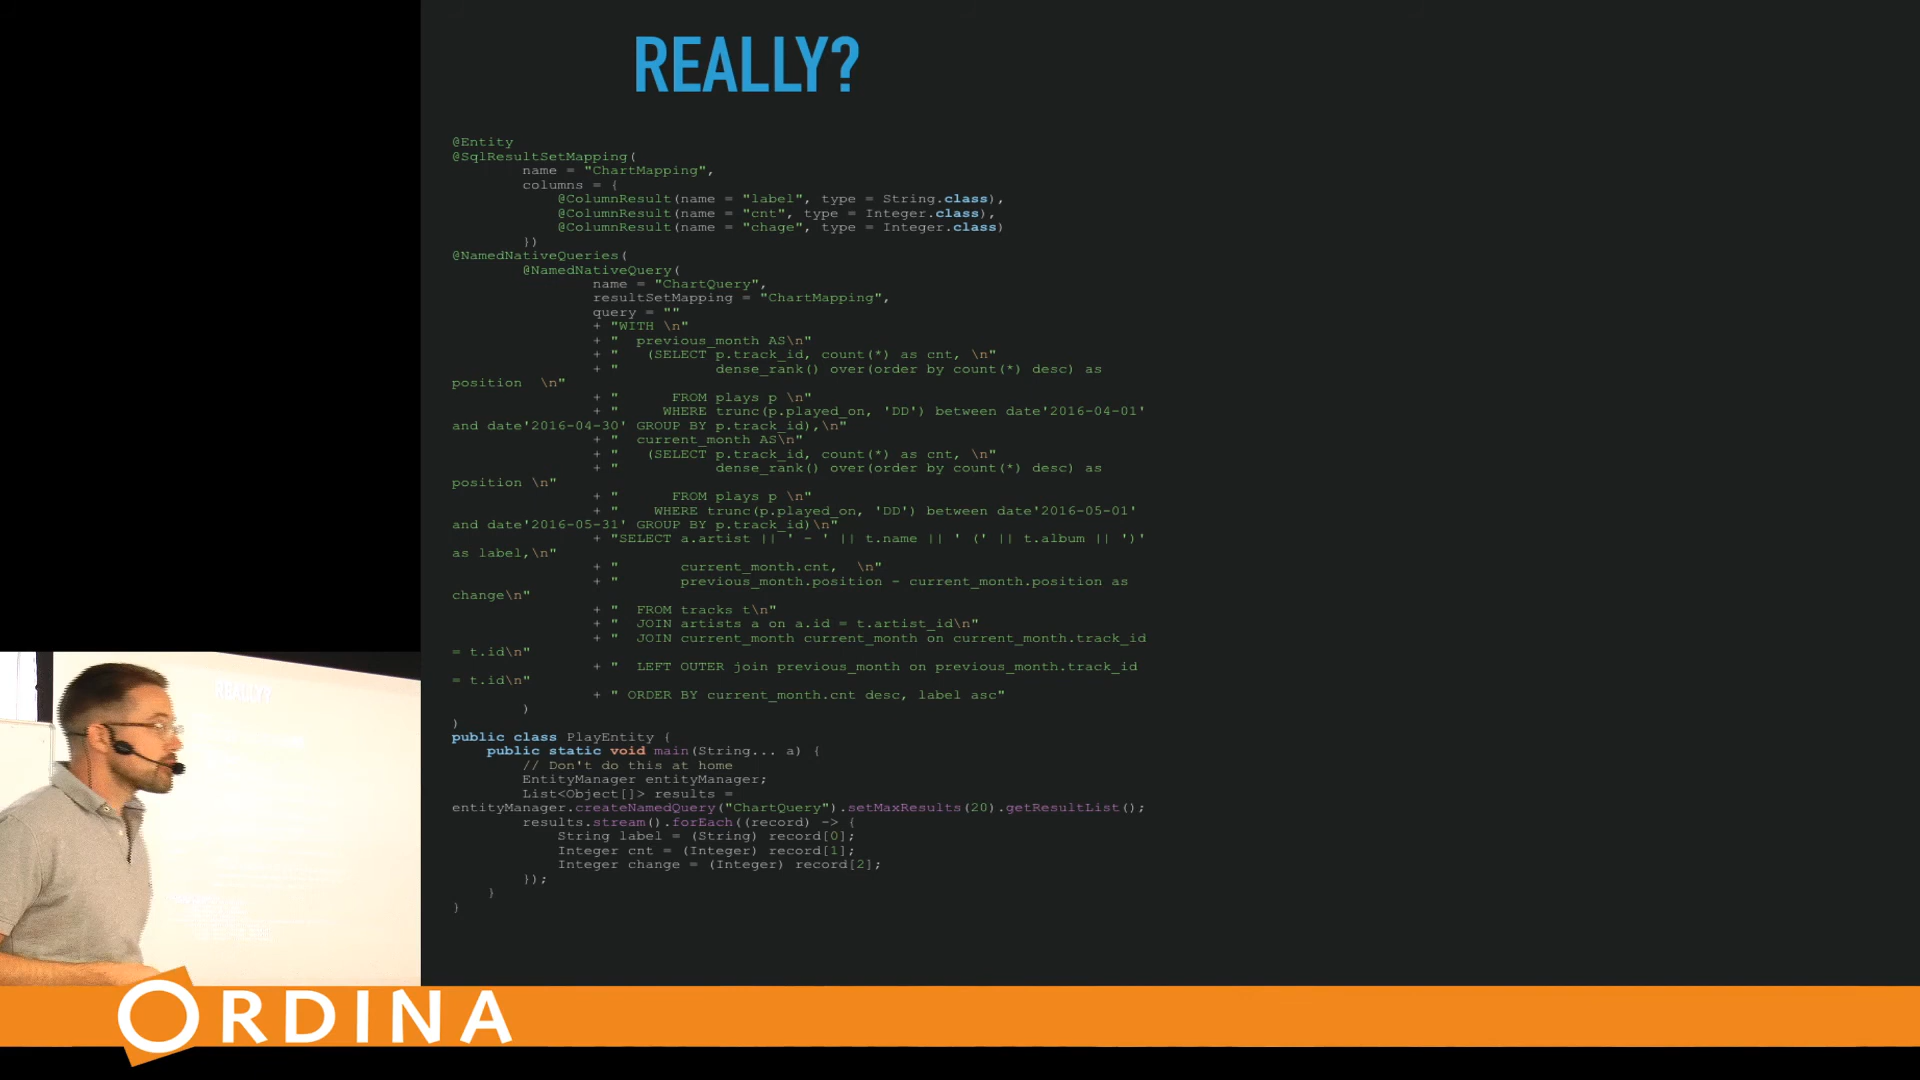 REALLY?
@Entity
@SqlResultSetMapping(
        name = "ChartMapping",
        columns = {
            @ColumnResult(name = "label", type = String.class),
            @ColumnResult(name = "cnt", type = Integer.class),
            @ColumnResult(name = "chage", type = Integer.class)
        })
@NamedNativeQueries(
        @NamedNativeQuery(
                name = "ChartQuery",
                resultSetMapping = "ChartMapping",
                query = ""
                + "WITH \n"
                + "  previous_month AS\n"
                + "   (SELECT p.track_id, count(*) as cnt, \n"
                + "           dense_rank() over(order by count(*) desc) as
position  \n"
                + "      FROM plays p \n"
                + "     WHERE trunc(p.played_on, 'DD') between date'2016-04-01'
and date'2016-04-30' GROUP BY p.track_id),\n"
                + "  current_month AS\n"
                + "   (SELECT p.track_id, count(*) as cnt, \n"
                + "           dense_rank() over(order by count(*) desc) as
position \n"
                + "      FROM plays p \n"
                + "    WHERE trunc(p.played_on, 'DD') between date'2016-05-01'
and date'2016-05-31' GROUP BY p.track_id)\n"
                + "SELECT a.artist || ' - ' || t.name || ' (' || t.album || ')'
as label,\n"
                + "       current_month.cnt,  \n"
                + "       previous_month.position - current_month.position as
change\n"
                + "  FROM tracks t\n"
                + "  JOIN artists a on a.id = t.artist_id\n"
                + "  JOIN current_month current_month on current_month.track_id
= t.id\n"
                + "  LEFT OUTER join previous_month on previous_month.track_id
= t.id\n"
                + " ORDER BY current_month.cnt desc, label asc"
        )
)
public class PlayEntity {
    public static void main(String... a) {
        // Don't do this at home
        EntityManager entityManager;
        List<Object[]> results =
entityManager.createNamedQuery("ChartQuery").setMaxResults(20).getResultList();
        results.stream().forEach((record) -> {
            String label = (String) record[0];
            Integer cnt = (Integer) record[1];
            Integer change = (Integer) record[2];
        });
    }
}
REALLY?
ORDINA